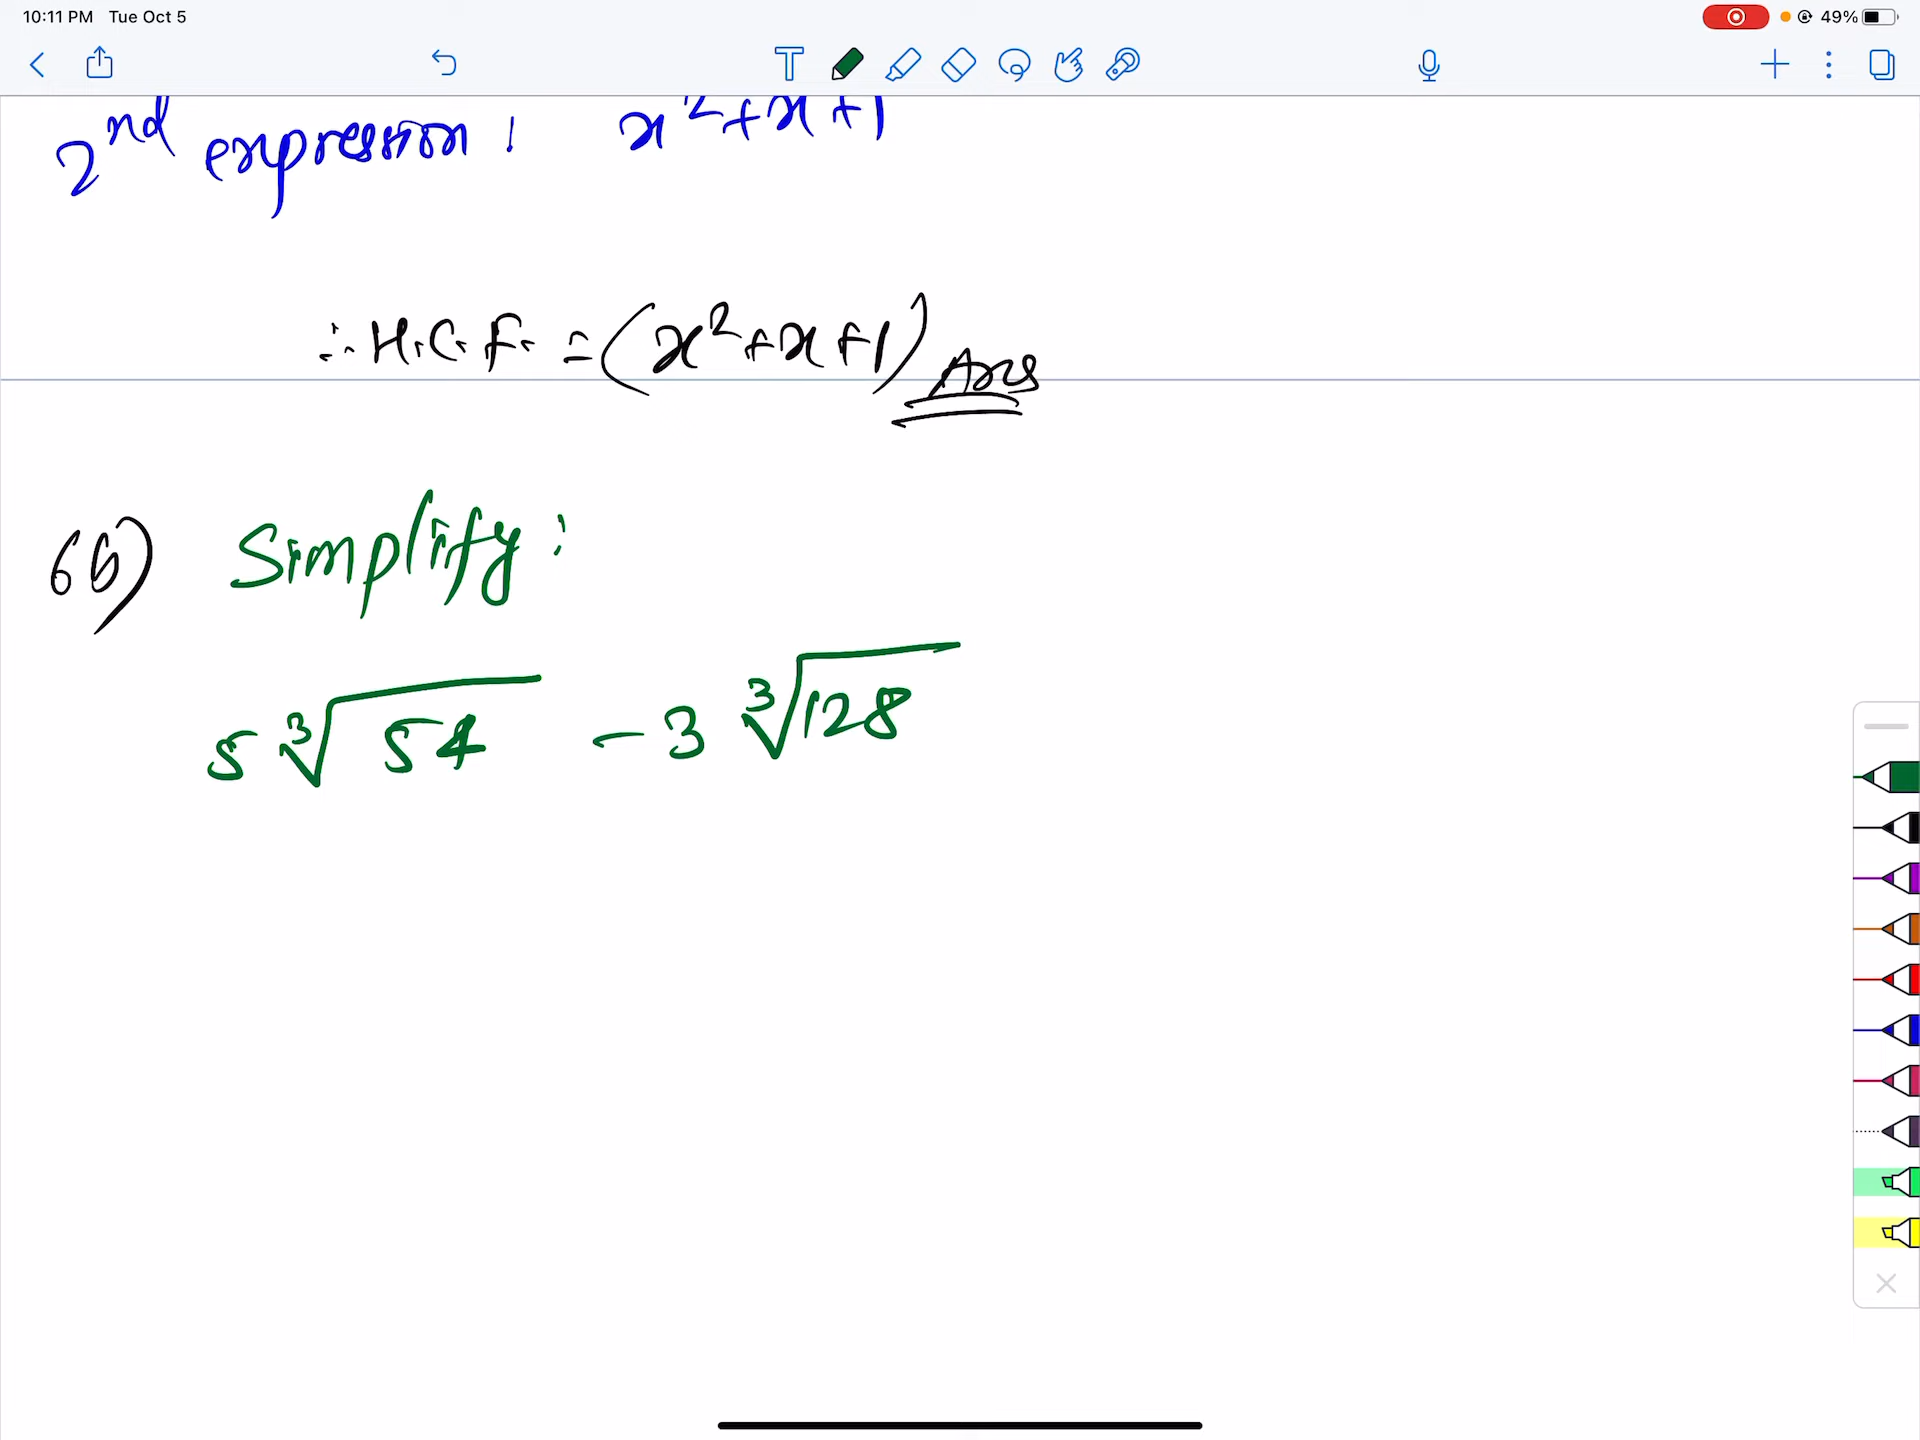 10:11 PM Tue Oct 5 49%
2nd expression : x²+x+1
∴ H.C.F. = (x²+x+1) Ans
6b) Simplify :
5 ∛54 - 3 ∛128